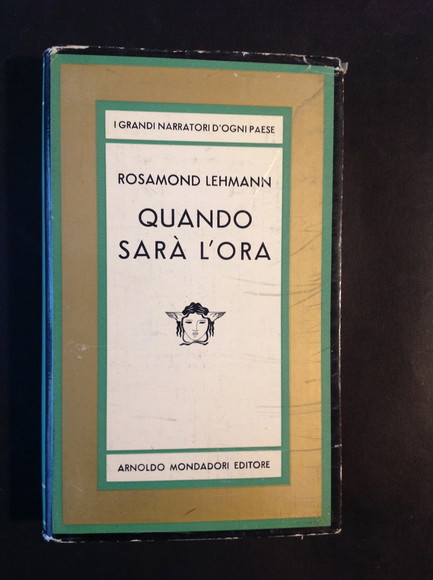 I GRANDI NARRATORI D'OGNI PAESE
ROSAMOND LEHMANN
QUANDO
SARÀ L'ORA
ARNOLDO MONDADORI EDITORE